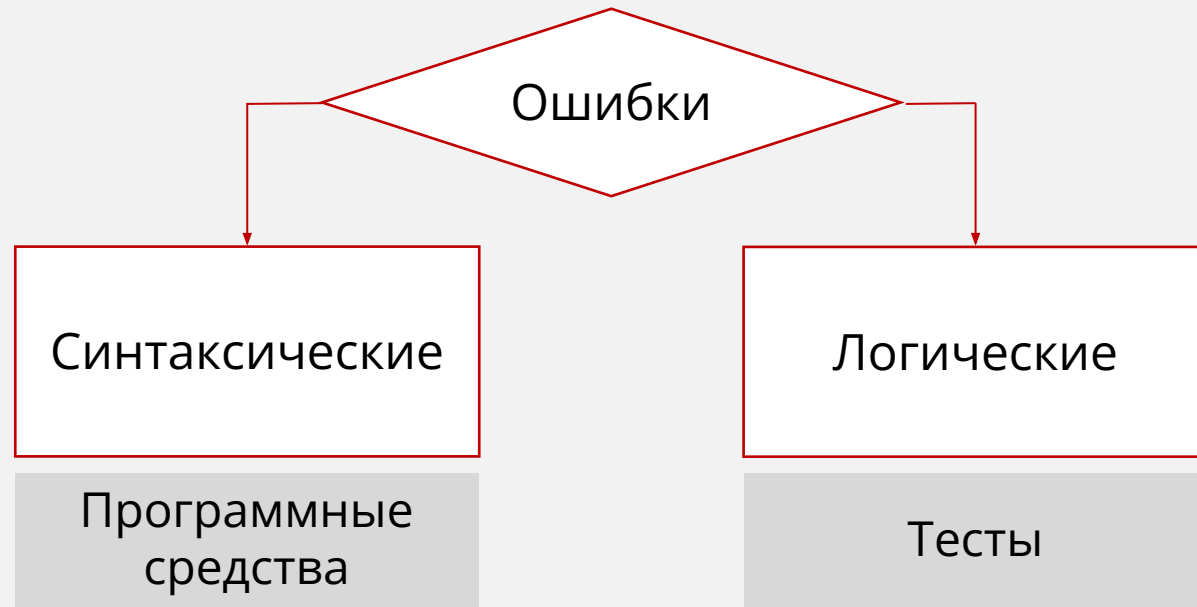 Ошибки
Синтаксические
Логические
Программные
средства
Тесты